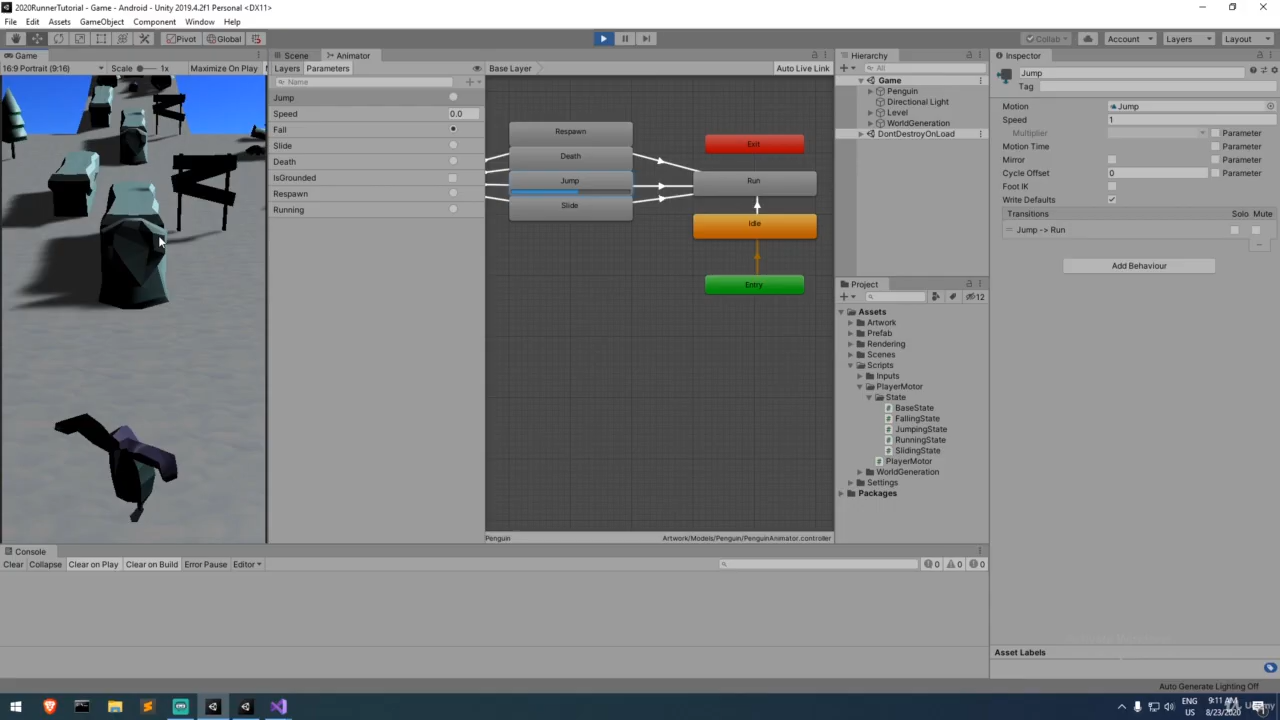 2020RunnerTutorial - Game - Android - Unity 2019.4.2f1 Personal <DX11>
File Edit Assets GameObject Component Window Help
Pivot Global Collab Account Layers Layout
Game Scene Animator Hierarchy Inspector
16:9 Portrait (9:16) Scale 1x Maximize On Play
Layers Parameters Base Layer Auto Live Link
Name
Jump
Speed 0.0
Fall
Slide
Death
IsGrounded
Respawn
Running
Respawn
Death
Jump
Slide
Exit
Run
Idle
Entry
Penguin Artwork/Models/Penguin/PenguinAnimator.controller
All
Game
Penguin
Directional Light
Level
WorldGeneration
DontDestroyOnLoad
Project
12
Assets
Artwork
Prefab
Rendering
Scenes
Scripts
Inputs
PlayerMotor
State
BaseState
FallingState
JumpingState
RunningState
SlidingState
PlayerMotor
WorldGeneration
Settings
Packages
Jump
Tag
Motion Jump
Speed 1
Multiplier Parameter
Motion Time Parameter
Mirror Parameter
Cycle Offset 0 Parameter
Foot IK
Write Defaults
Transitions Solo Mute
Jump -> Run
Add Behaviour
Asset Labels
Console
Clear Collapse Clear on Play Clear on Build Error Pause Editor 0 0 0
Auto Generate Lighting Off
ENG
US
9:11 AM
8/23/2020